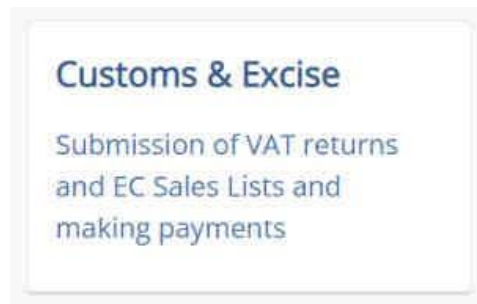 Customs & Excise
Submission of VAT returns
and EC Sales Lists and
making payments